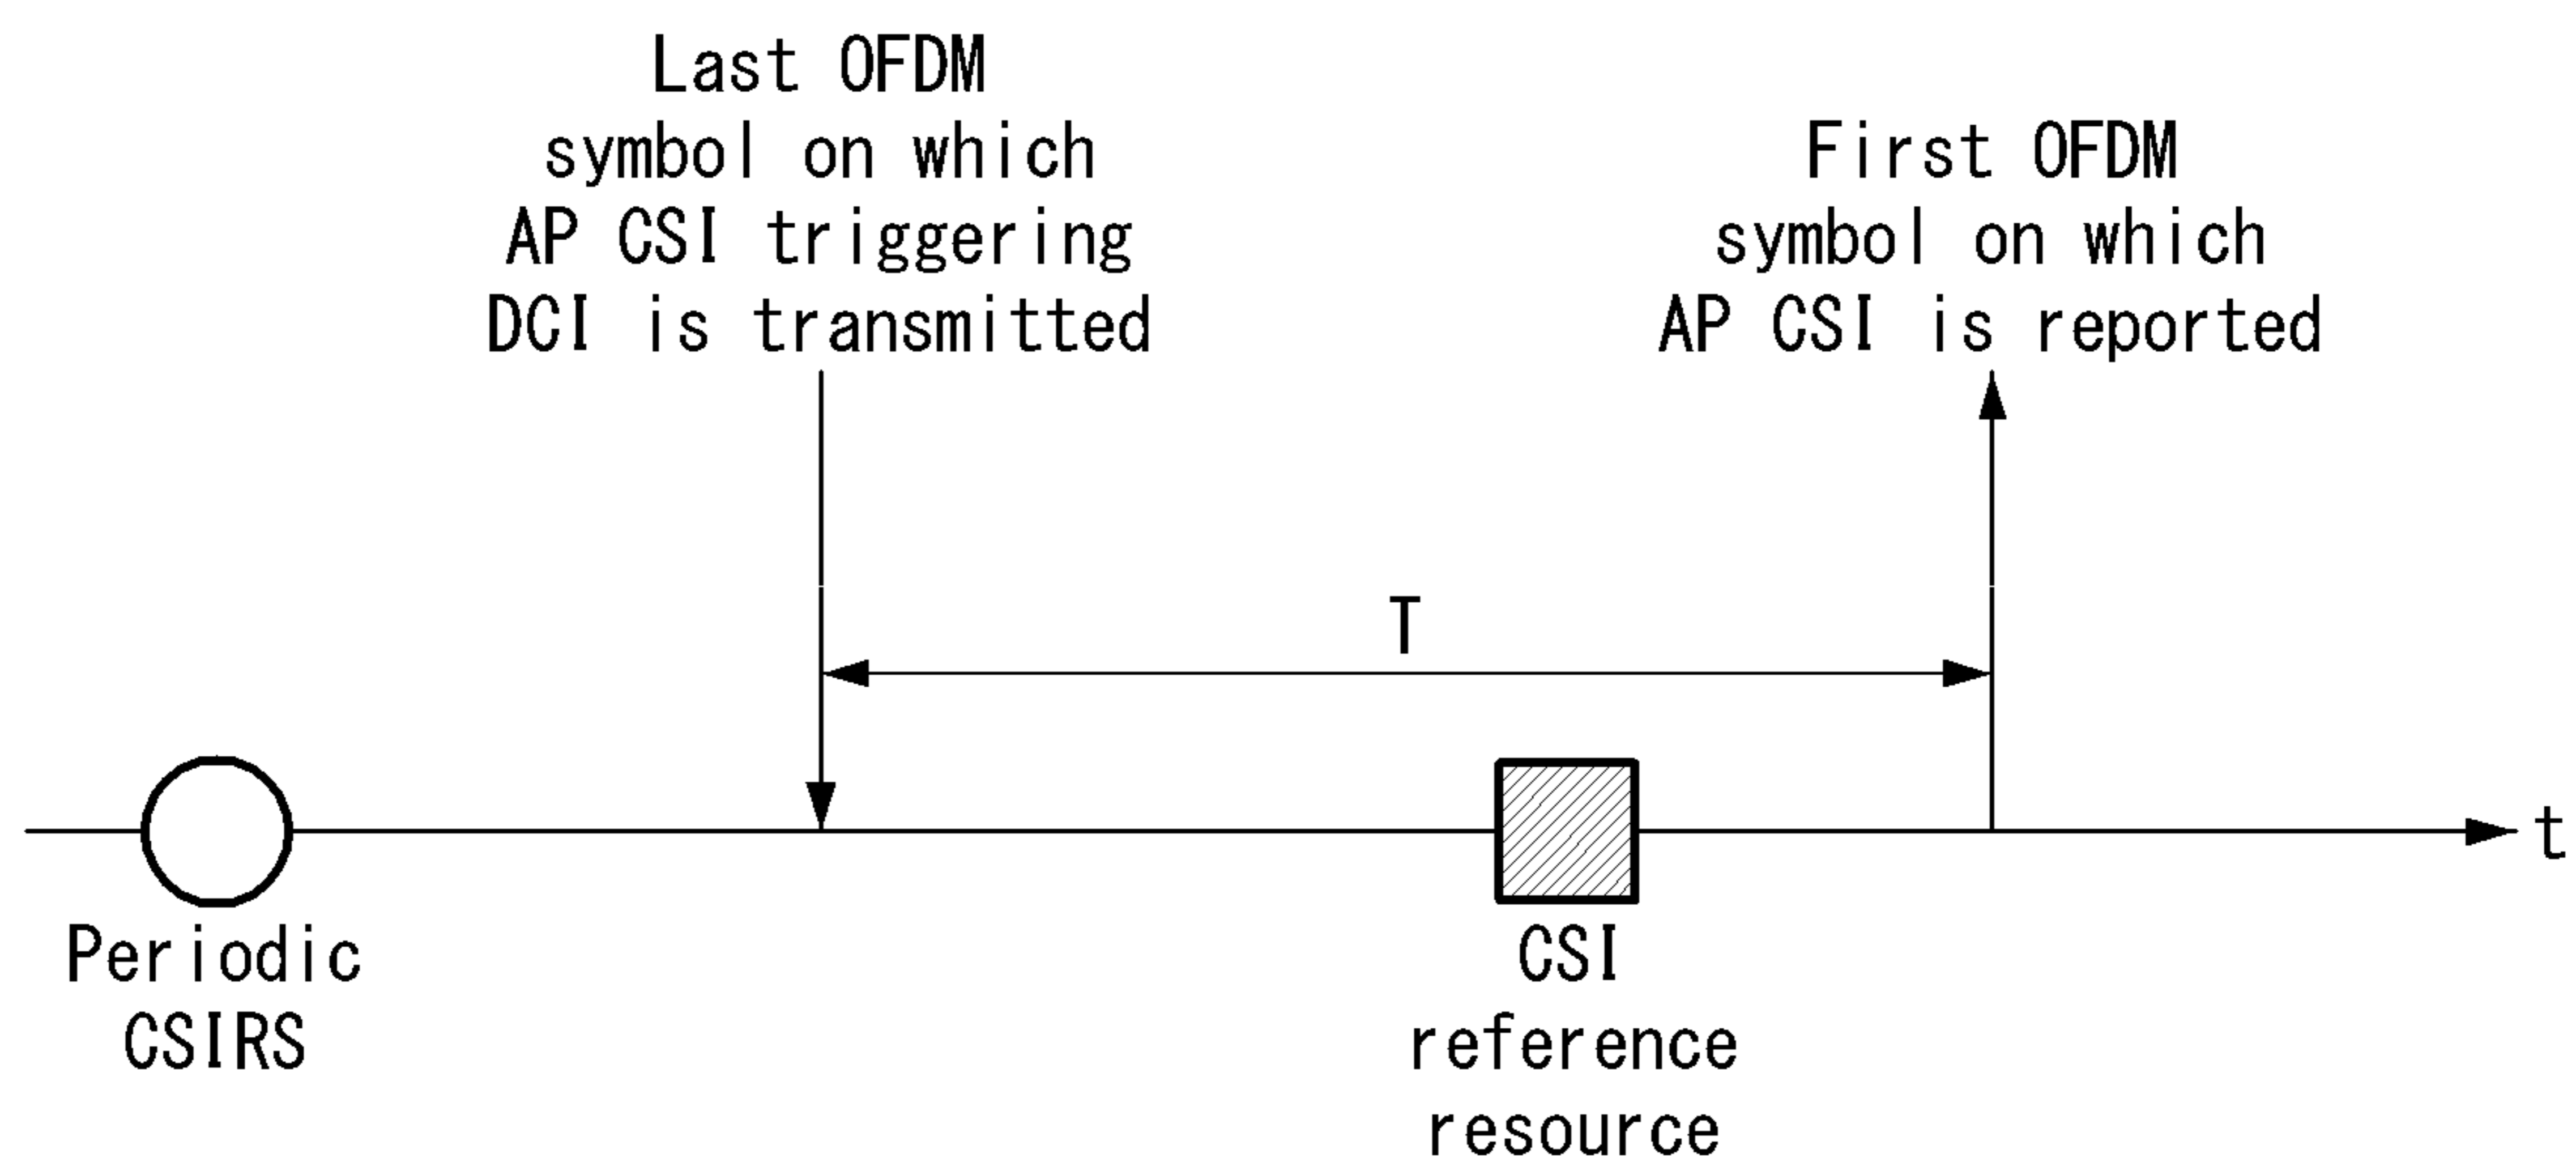 Last OFDM
symbol on which
AP CSI triggering
DCI is transmitted
First OFDM
symbol on which
AP CSI is reported
T
t
Periodic
CSIRS
CSI
reference
resource